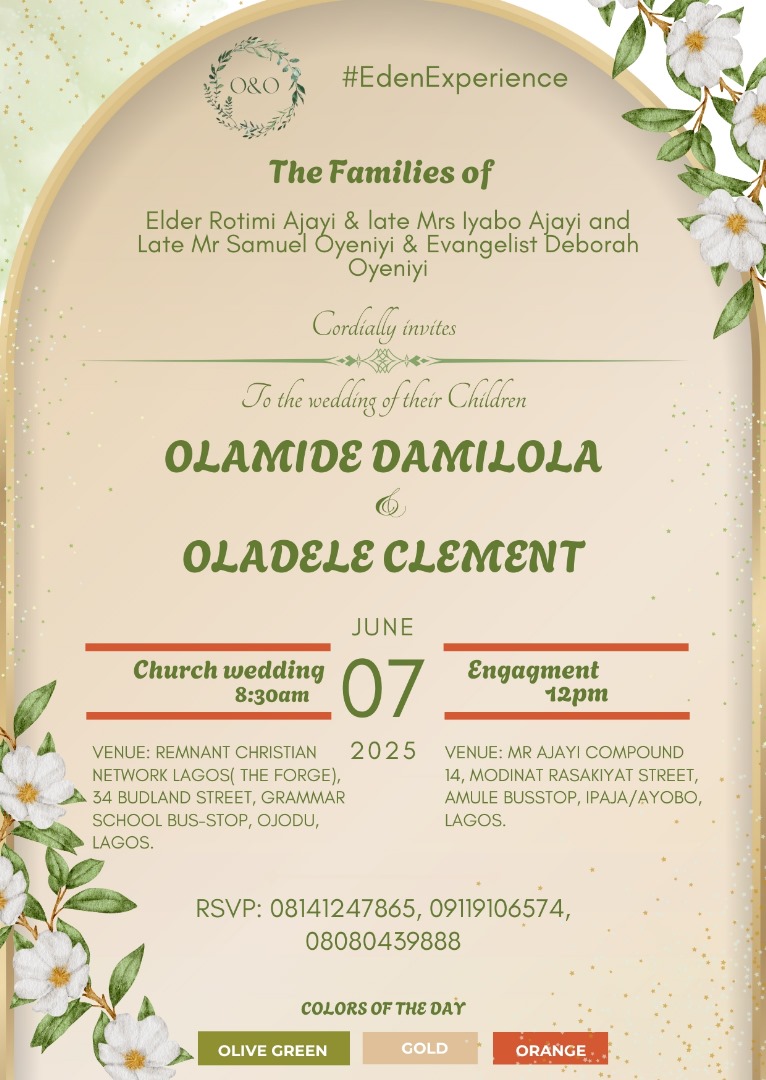 O&O
#EdenExperience
The Families of
Elder Rotimi Ajayi & late Mrs Iyabo Ajayi and
Late Mr Samuel Oyeniyi & Evangelist Deborah
Oyeniyi
Cordially invites
To the wedding of their Children
OLAMIDE DAMILOLA
&
OLADELE CLEMENT
JUNE
07
2025
Church wedding
8:30am
VENUE: REMNANT CHRISTIAN
NETWORK LAGOS( THE FORGE),
34 BUDLAND STREET, GRAMMAR
SCHOOL BUS-STOP, OJODU,
LAGOS.
Engagment
12pm
VENUE: MR AJAYI COMPOUND
14, MODINAT RASAKIYAT STREET,
AMULE BUSSTOP, IPAJA/AYOBO,
LAGOS.
RSVP: 08141247865, 09119106574,
08080439888
COLORS OF THE DAY
OLIVE GREEN
GOLD
ORANGE